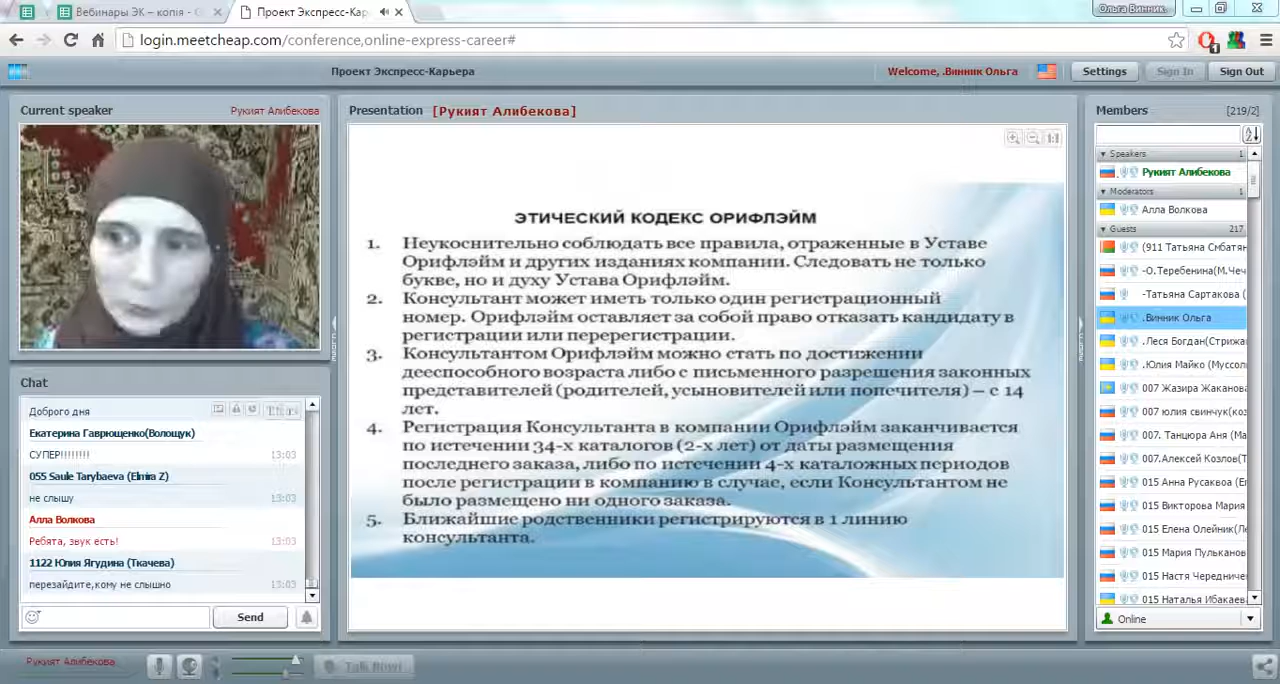 Вебинары ЭК – копія - G
Проект Экспресс-Кар
Ольга Винник
login.meetcheap.com/conference,online-express-career#
Проект Экспресс-Карьера
Welcome, .Винник Ольга
Settings
Sign In
Sign Out
Current speaker
Рукият Алибекова
Presentation
[Рукият Алибекова]
ЭТИЧЕСКИЙ КОДЕКС ОРИФЛЭЙМ
1. Неукоснительно соблюдать все правила, отраженные в Уставе
Орифлэйм и других изданиях компании. Следовать не только
букве, но и духу Устава Орифлэйм.
2. Консультант может иметь только один регистрационный
номер. Орифлэйм оставляет за собой право отказать кандидату в
регистрации или перерегистрации.
3. Консультантом Орифлэйм можно стать по достижении
дееспособного возраста либо с письменного разрешения законных
представителей (родителей, усыновителей или попечителя) – с 14
лет.
4. Регистрация Консультанта в компании Орифлэйм заканчивается
по истечении 34-х каталогов (2-х лет) от даты размещения
последнего заказа, либо по истечении 4-х каталожных периодов
после регистрации в компанию в случае, если Консультантом не
было размещено ни одного заказа.
5. Ближайшие родственники регистрируются в 1 линию
консультанта.
1:1
Chat
Доброго дня
Екатерина Гаврющенко(Волощук)
СУПЕР!!!!!!!! 13:03
055 Saule Tarybaeva (Elmira Z)
не слышу 13:03
Алла Волкова
Ребята, звук есть! 13:03
1122 Юлия Ягудина (Ткачева)
перезайдите,кому не слышно 13:03
Send
Members [219/2]
Speakers 1
Рукият Алибекова
Moderators 1
Алла Волкова
Guests 217
(911 Татьяна Снбатян
-О.Теребенина(М.Чеч
-Татьяна Сартакова (
.Винник Ольга
.Леся Богдан(Стрижа
.Юлия Майко (Муссол
007 Жазира Жаканова
007 юлия свинчук(коз
007. Танцюра Аня (Ма
007.Алексей Козлов(Т
015 Анна Русакоvа (Е
015 Викторова Мария
015 Елена Олейник(Ле
015 Мария Пульканов
015 Настя Чередниче
015 Наталья Ибакаев
Online
Рукият Алибекова
Talk Now!